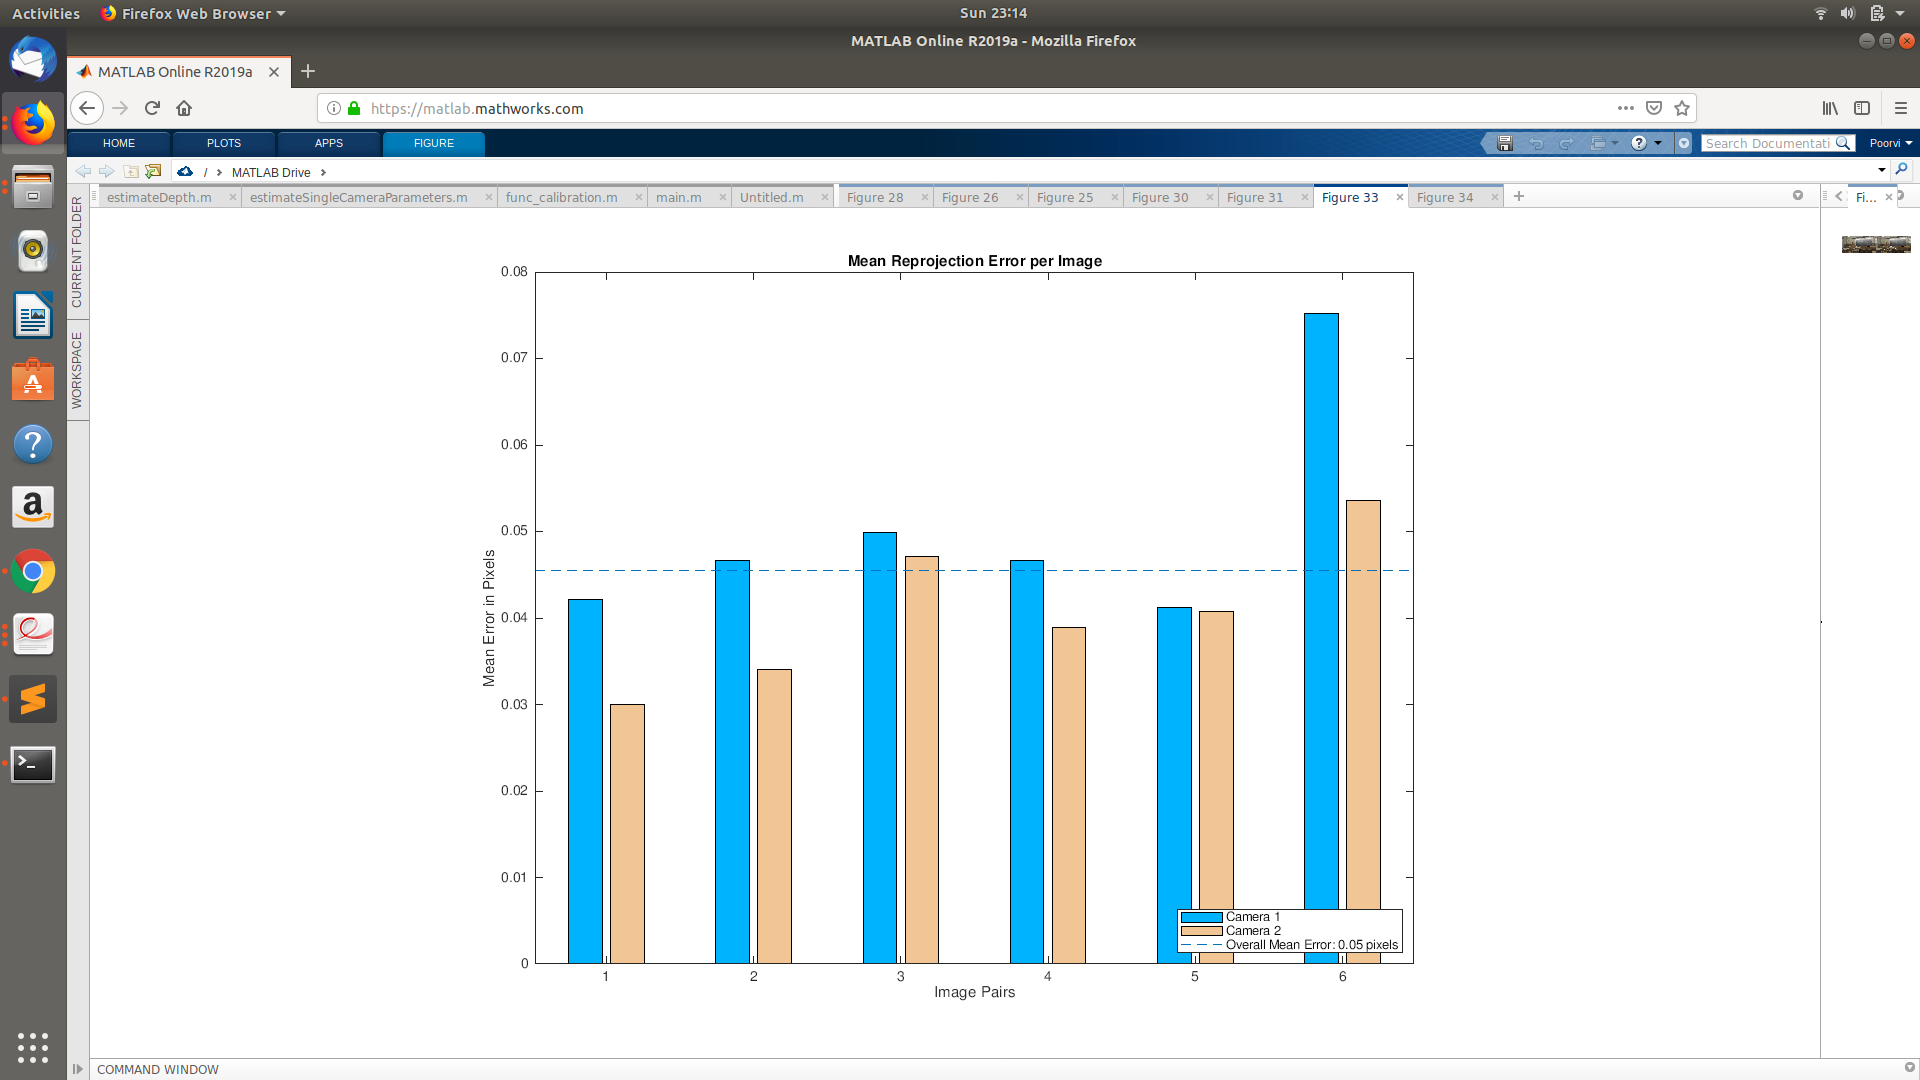 Activities Firefox Web Browser Sun 23:14
MATLAB Online R2019a - Mozilla Firefox
MATLAB Online R2019a
https://matlab.mathworks.com
HOME PLOTS APPS FIGURE Search Documentati Poorvi
/ MATLAB Drive
estimateDepth.m estimateSingleCameraParameters.m func_calibration.m main.m Untitled.m Figure 28 Figure 26 Figure 25 Figure 30 Figure 31 Figure 33 Figure 34 Fi...
CURRENT FOLDER
WORKSPACE
Mean Reprojection Error per Image
0.08
0.07
0.06
0.05
0.04
0.03
0.02
0.01
0
Mean Error in Pixels
Camera 1
Camera 2
Overall Mean Error: 0.05 pixels
1 2 3 4 5 6
Image Pairs
COMMAND WINDOW